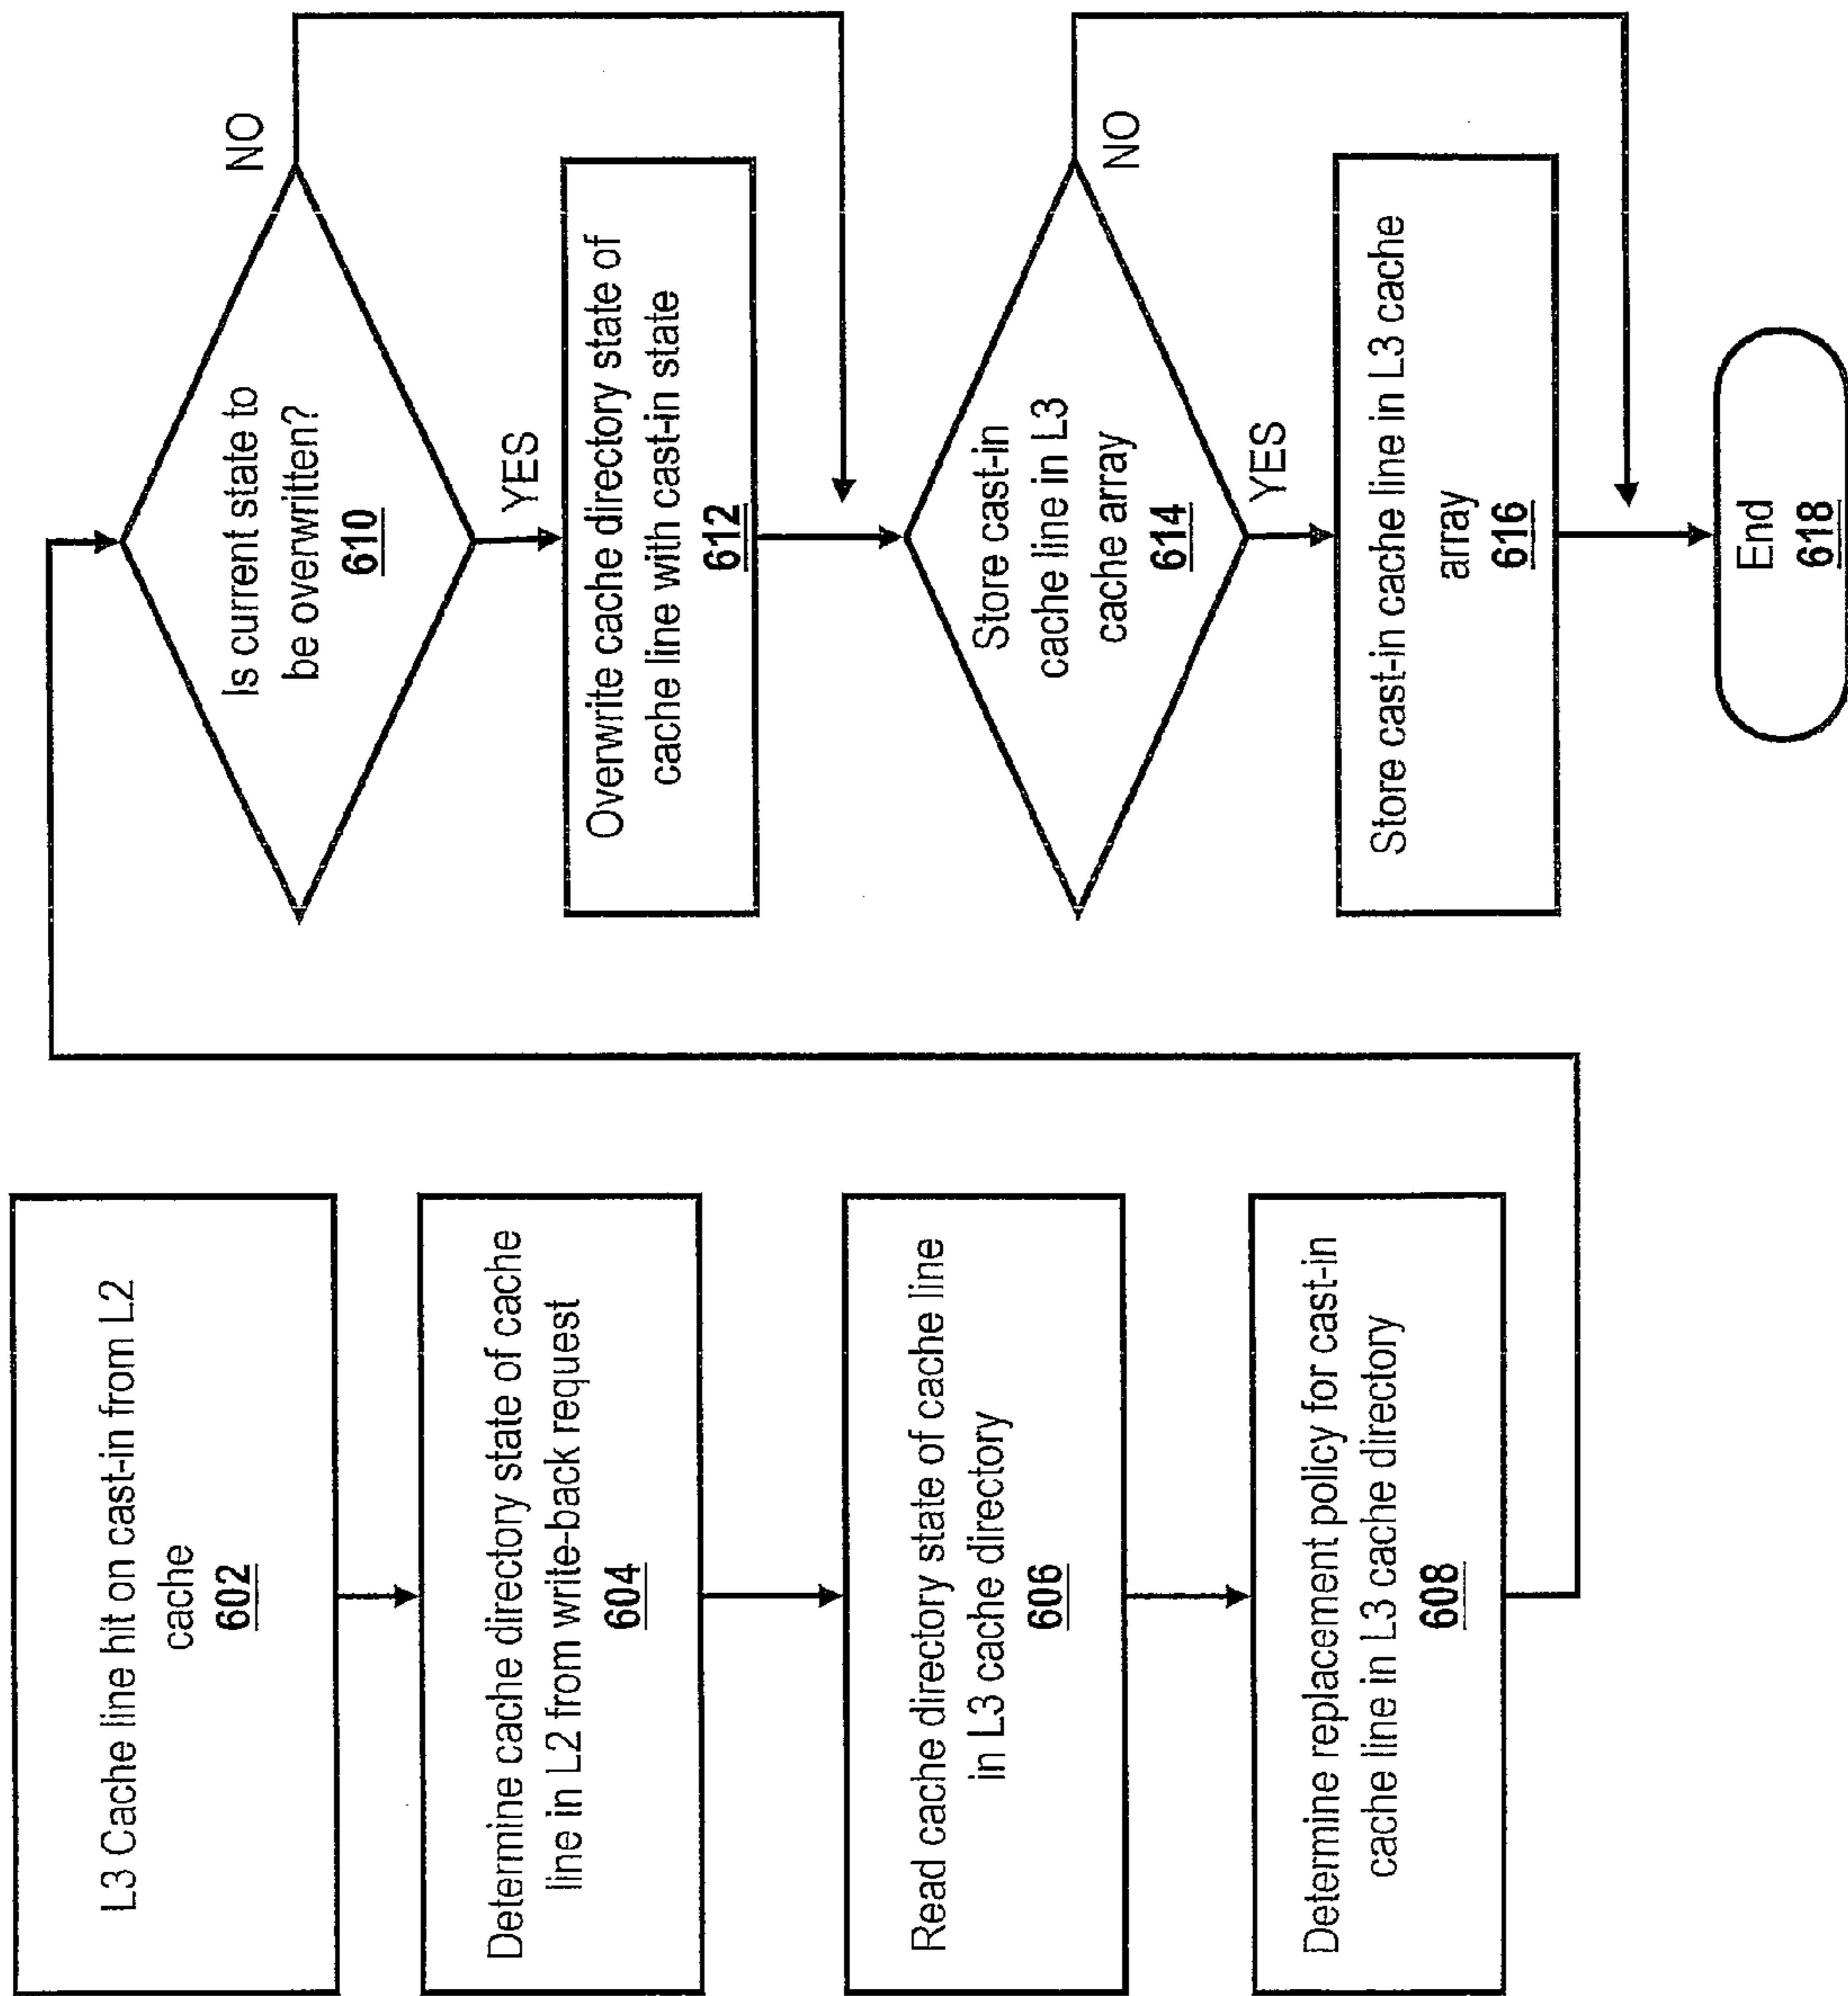 L3 Cache line hit on cast-in from L2
cache
602
Determine cache directory state of cache
line in L2 from write-back request
604
Read cache directory state of cache line
in L3 cache directory
606
Determine replacement policy for cast-in
cache line in L3 cache directory
608
Is current state to
be overwritten?
610
NO
YES
Overwrite cache directory state of
cache line with cast-in state
612
Store cast-in
cache line in L3
cache array
614
NO
YES
Store cast-in cache line in L3 cache
array
616
End
618